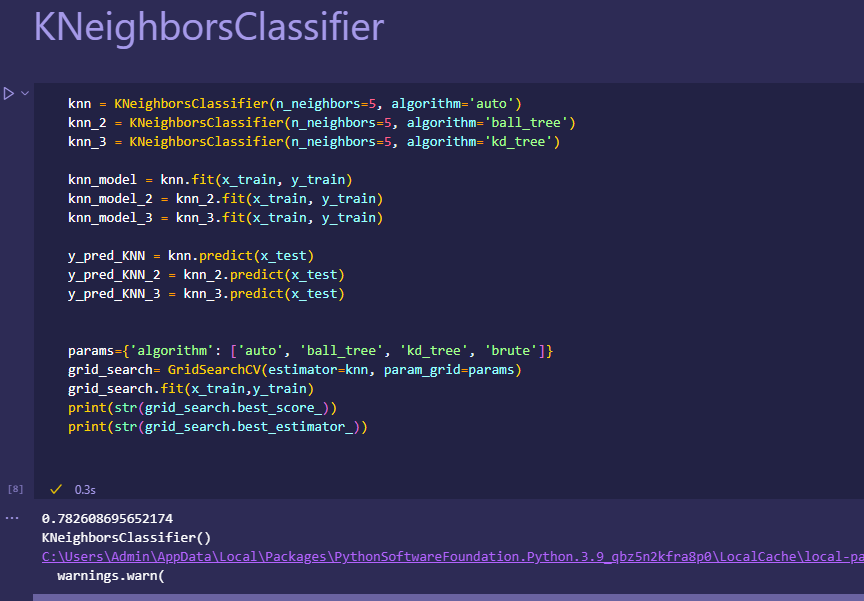 KNeighborsClassifier
knn = KNeighborsClassifier(n_neighbors=5, algorithm='auto')
knn_2 = KNeighborsClassifier(n_neighbors=5, algorithm='ball_tree')
knn_3 = KNeighborsClassifier(n_neighbors=5, algorithm='kd_tree')
knn_model = knn.fit(x_train, y_train)
knn_model_2 = knn_2.fit(x_train, y_train)
knn_model_3 = knn_3.fit(x_train, y_train)
y_pred_KNN = knn.predict(x_test)
y_pred_KNN_2 = knn_2.predict(x_test)
y_pred_KNN_3 = knn_3.predict(x_test)
params={'algorithm': ['auto', 'ball_tree', 'kd_tree', 'brute']}
grid_search= GridSearchCV(estimator=knn, param_grid=params)
grid_search.fit(x_train,y_train)
print(str(grid_search.best_score_))
print(str(grid_search.best_estimator_))
[8] 0.3s
... 0.782608695652174
KNeighborsClassifier()
C:\Users\Admin\AppData\Local\Packages\PythonSoftwareFoundation.Python.3.9_qbz5n2kfra8p0\LocalCache\local-pa
warnings.warn(